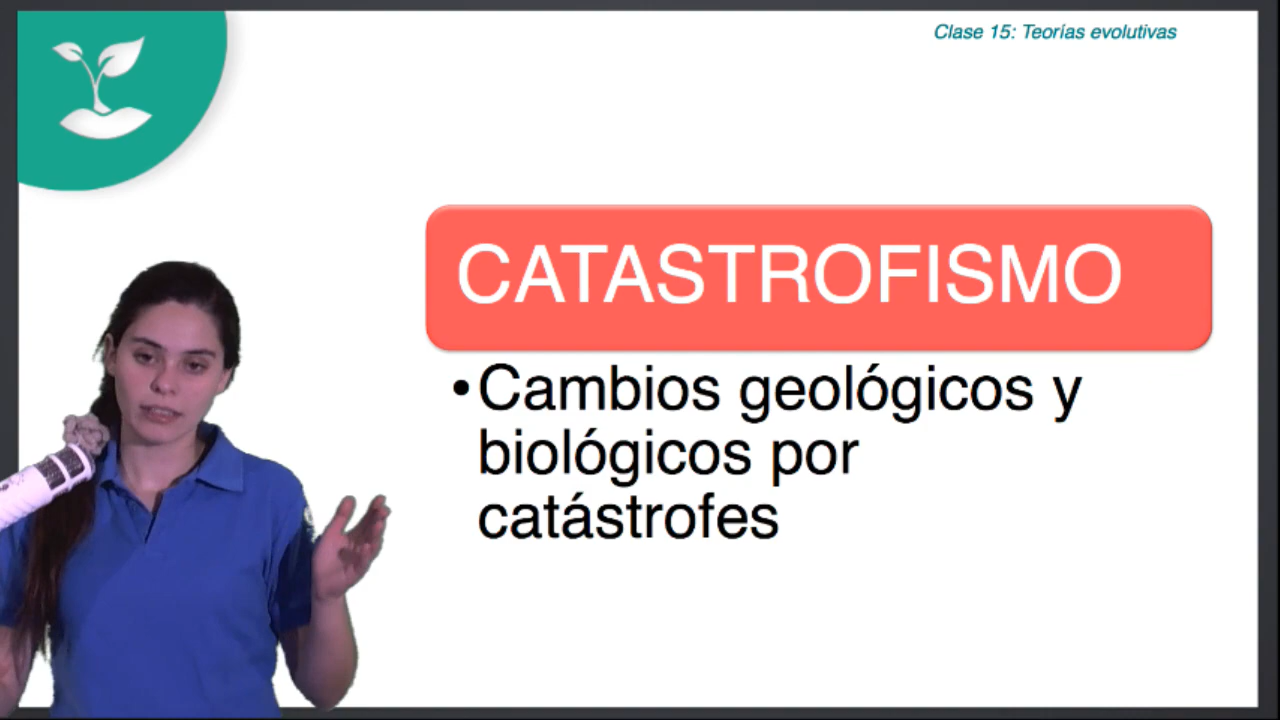 Clase 15: Teorías evolutivas
CATASTROFISMO
•Cambios geológicos y
biológicos por
catástrofes